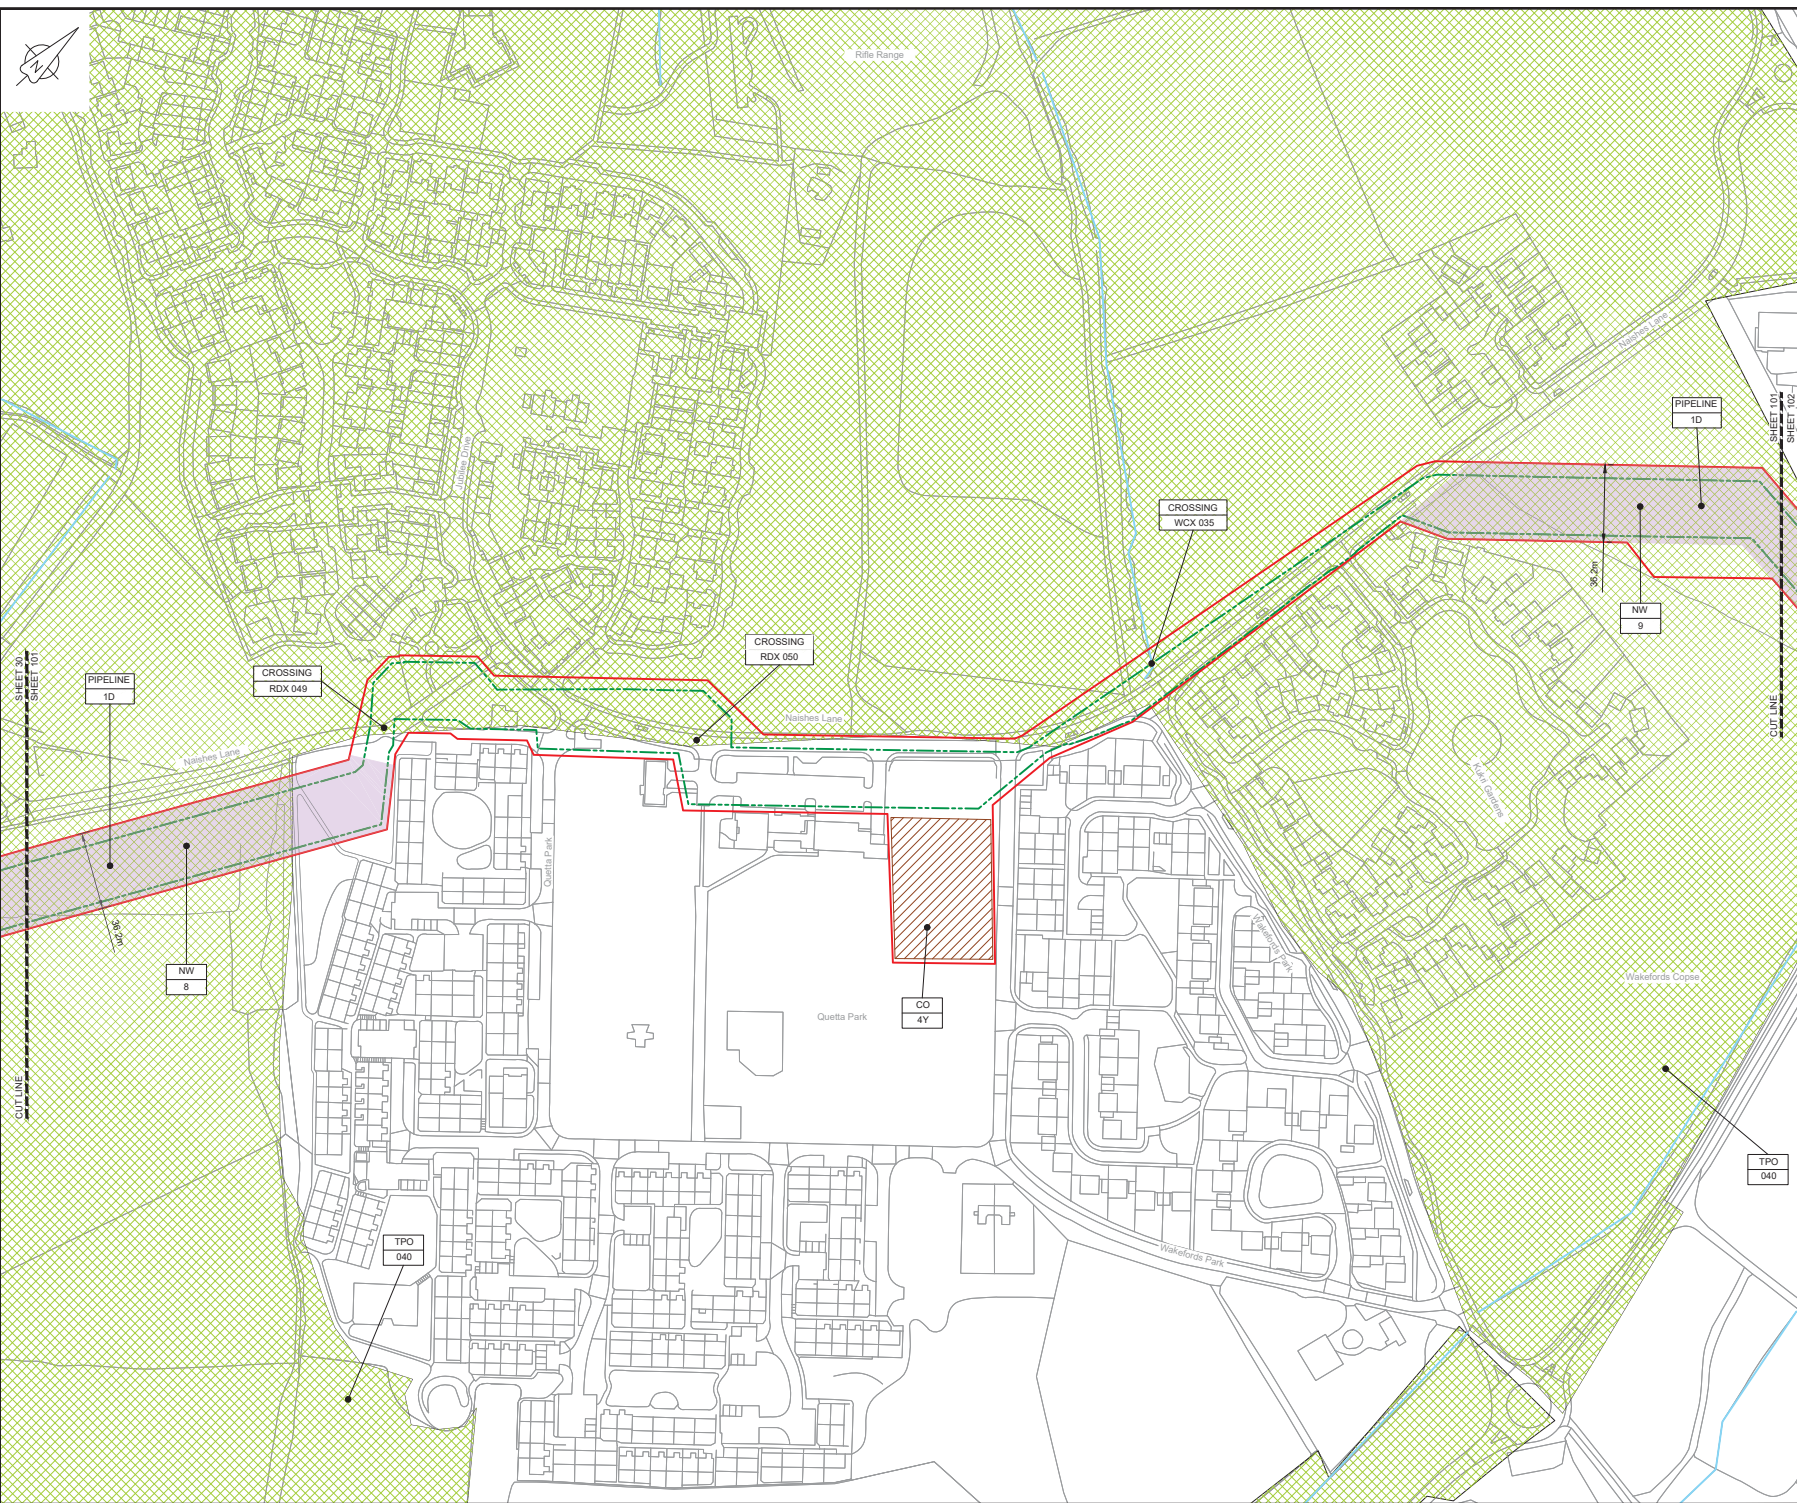 N
Rifle Range
Naishes Lane
PIPELINE
1D
SHEET 101
SHEET 102
Jubilee Drive
CROSSING
WCX 035
36.2m
NW
9
CROSSING
RDX 050
SHEET 30
SHEET 101
CROSSING
RDX 049
PIPELINE
1D
Naishes Lane
CUT LINE
Naishes Lane
Kukri Gardens
Quetta Park
36.2m
Wakefords Park
NW
8
Wakefords Copse
CO
4Y
Quetta Park
CUT LINE
TPO
040
TPO
040
Wakefords Park